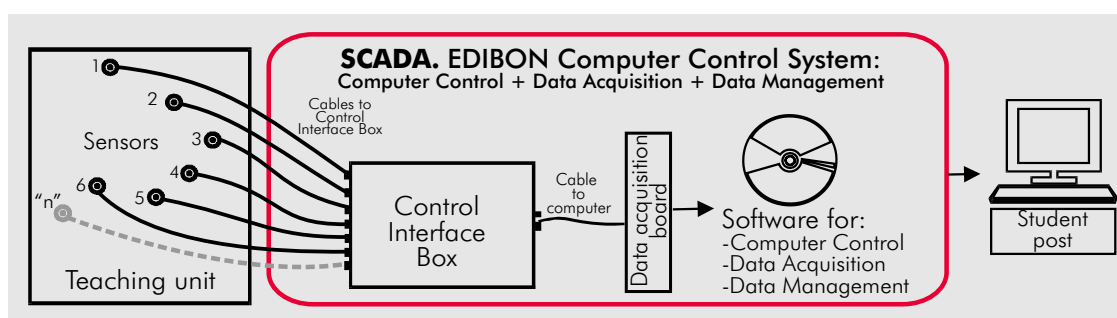 SCADA. EDIBON Computer Control System:
Computer Control + Data Acquisition + Data Management
1
2
Sensors
3
4
5
6
“n”
Teaching unit
Cables to
Control
Interface Box
Control
Interface
Box
Cable
to
computer
Data acquisition
board
Software for:
-Computer Control
-Data Acquisition
-Data Management
Student
post